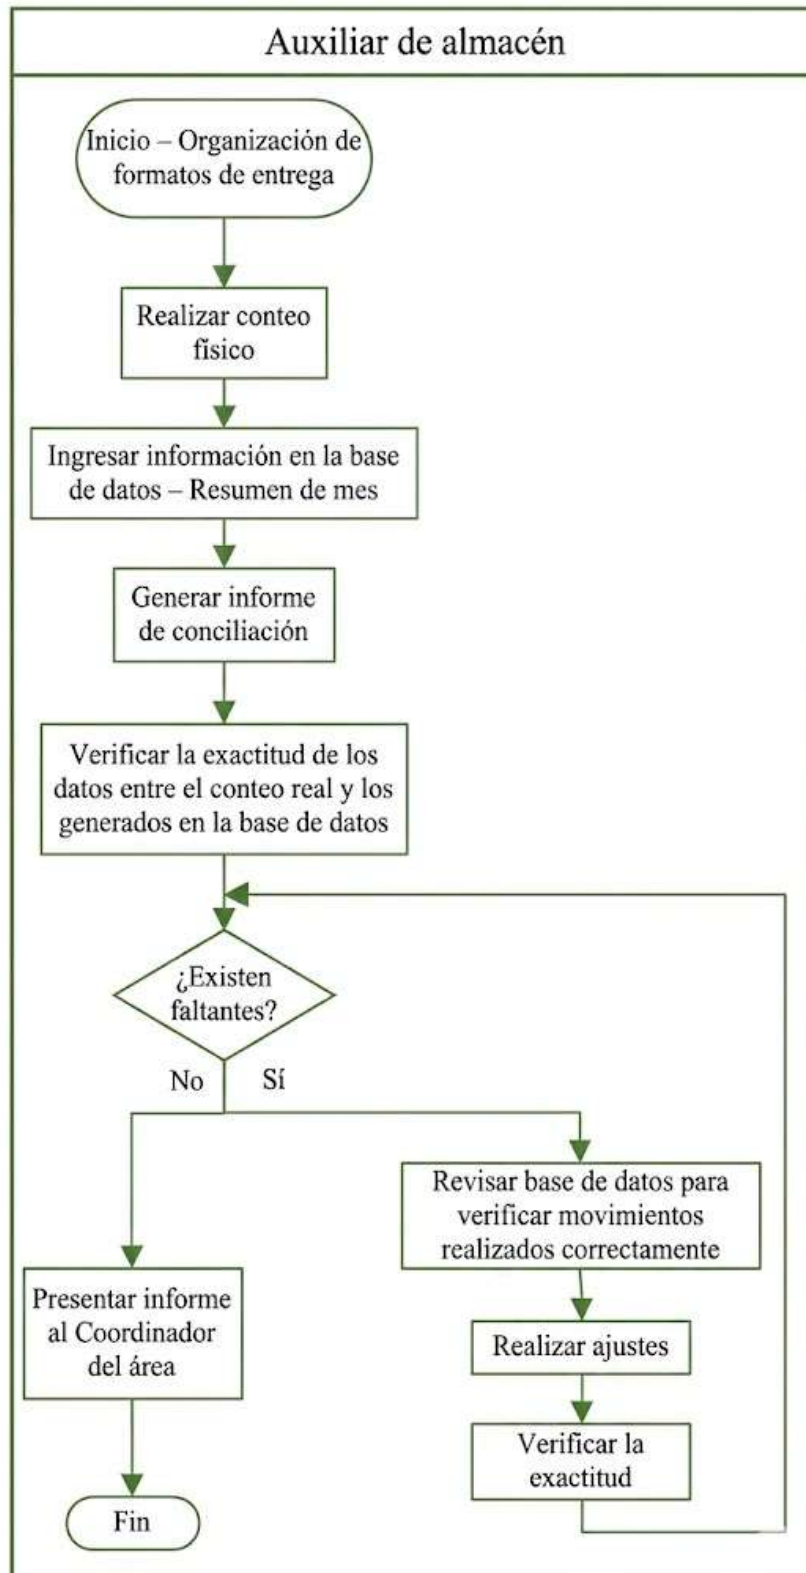 Auxiliar de almacén
Inicio – Organización de
formatos de entrega
Realizar conteo
físico
Ingresar información en la base
de datos – Resumen de mes
Generar informe
de conciliación
Verificar la exactitud de los
datos entre el conteo real y los
generados en la base de datos
¿Existen
faltantes?
No
Sí
Revisar base de datos para
verificar movimientos
realizados correctamente
Presentar informe
al Coordinador
del área
Realizar ajustes
Verificar la
exactitud
Fin